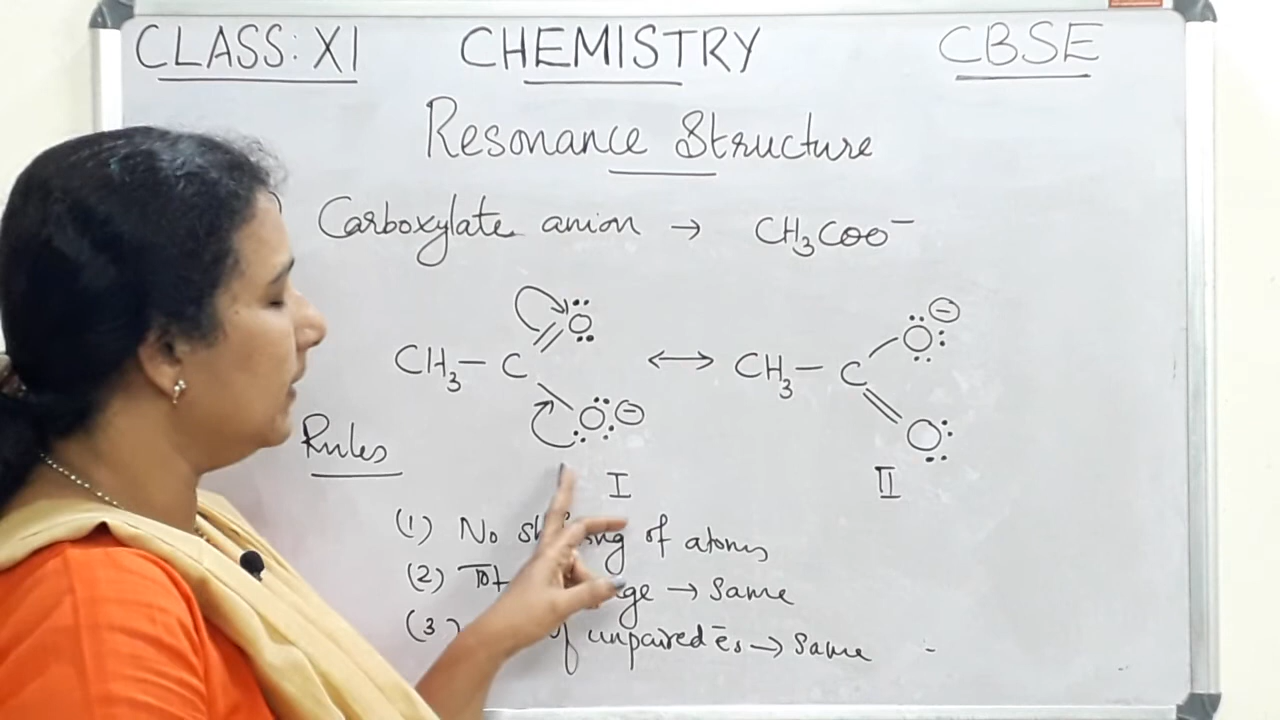 CLASS: XI CHEMISTRY CBSE
Resonance Structure
Carboxylate anion → CH₃COO⁻
CH₃ – C O O ⊖ ↔ CH₃ – C O ⊖ O
I II
Rules
(1) No of atoms
(2) → Same
(3) of unpaired ēs → Same